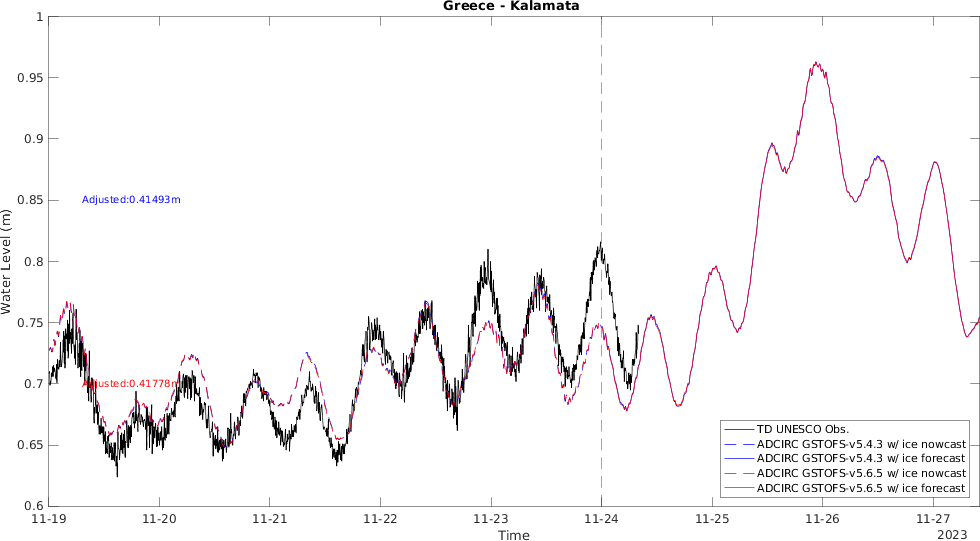 Greece - Kalamata
1
0.95
0.9
0.85
0.8
0.75
0.7
0.65
0.6
Water Level (m)
Adjusted:0.41493m
Adjusted:0.41778m
TD UNESCO Obs.
ADCIRC GSTOFS-v5.4.3 w/ ice nowcast
ADCIRC GSTOFS-v5.4.3 w/ ice forecast
ADCIRC GSTOFS-v5.6.5 w/ ice nowcast
ADCIRC GSTOFS-v5.6.5 w/ ice forecast
11-19 11-20 11-21 11-22 11-23 11-24 11-25 11-26 11-27
Time
2023